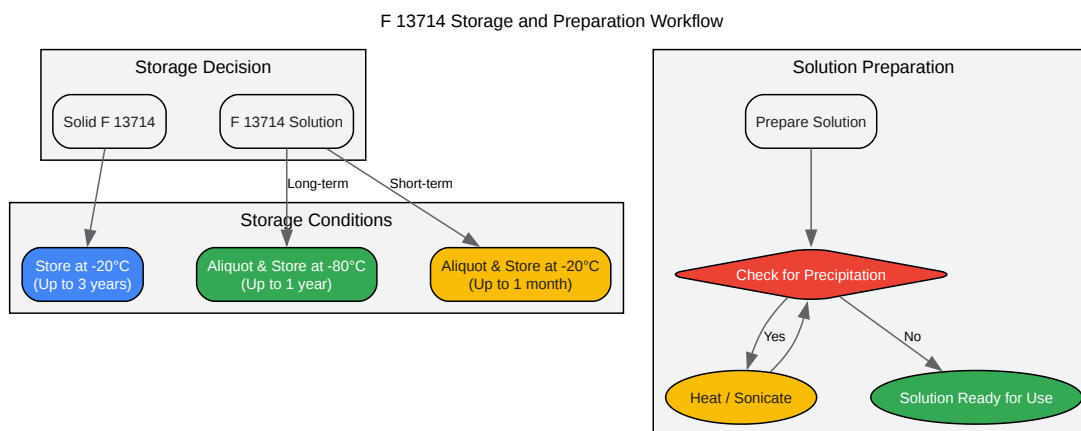 F 13714 Storage and Preparation Workflow
Storage Decision
Solid F 13714
F 13714 Solution
Long-term
Short-term
Storage Conditions
Store at -20°C
(Up to 3 years)
Aliquot & Store at -80°C
(Up to 1 year)
Aliquot & Store at -20°C
(Up to 1 month)
Solution Preparation
Prepare Solution
Check for Precipitation
Yes
No
Heat / Sonicate
Solution Ready for Use